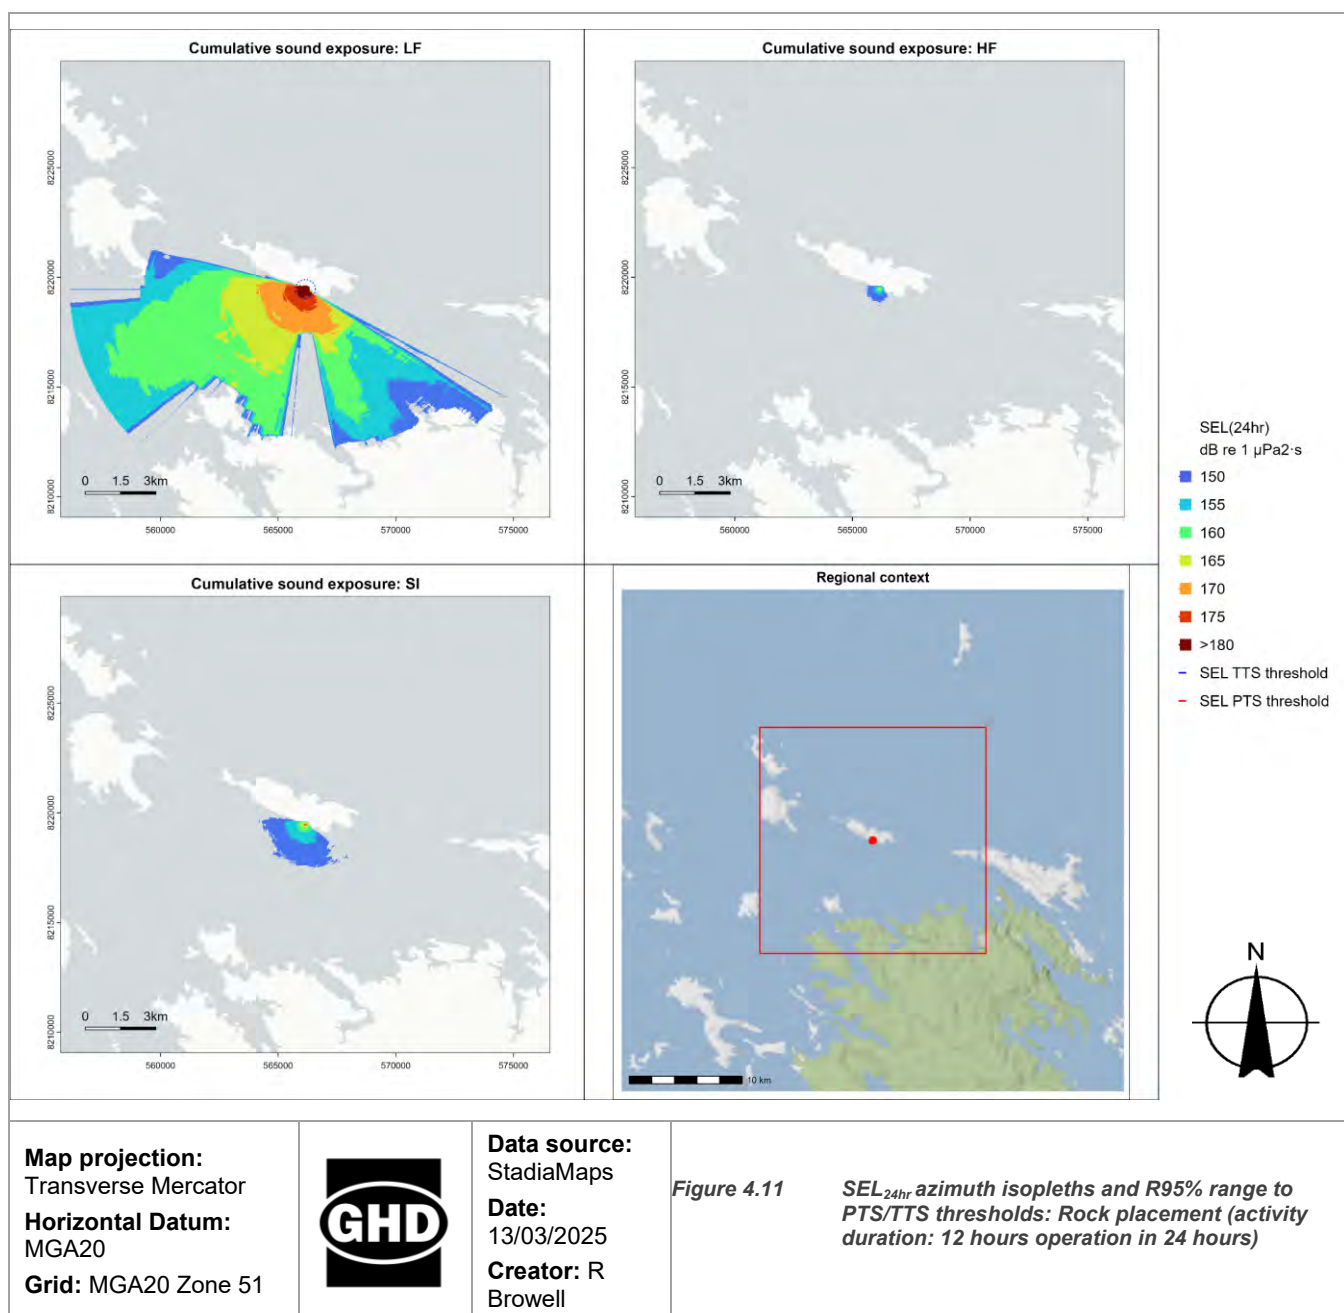 Cumulative sound exposure: LF
8225000
8220000
8215000
8210000
0 1.5 3km
560000 565000 570000 575000
Cumulative sound exposure: HF
8225000
8220000
8215000
8210000
0 1.5 3km
560000 565000 570000 575000
Cumulative sound exposure: SI
8225000
8220000
8215000
8210000
0 1.5 3km
560000 565000 570000 575000
Regional context
10 km
SEL(24hr)
dB re 1 µPa2·s
150
155
160
165
170
175
>180
SEL TTS threshold
SEL PTS threshold
N
Map projection:
Transverse Mercator
Horizontal Datum:
MGA20
Grid: MGA20 Zone 51
GHD
Data source:
StadiaMaps
Date:
13/03/2025
Creator: R
Browell
Figure 4.11 SEL24hr azimuth isopleths and R95% range to
PTS/TTS thresholds: Rock placement (activity
duration: 12 hours operation in 24 hours)